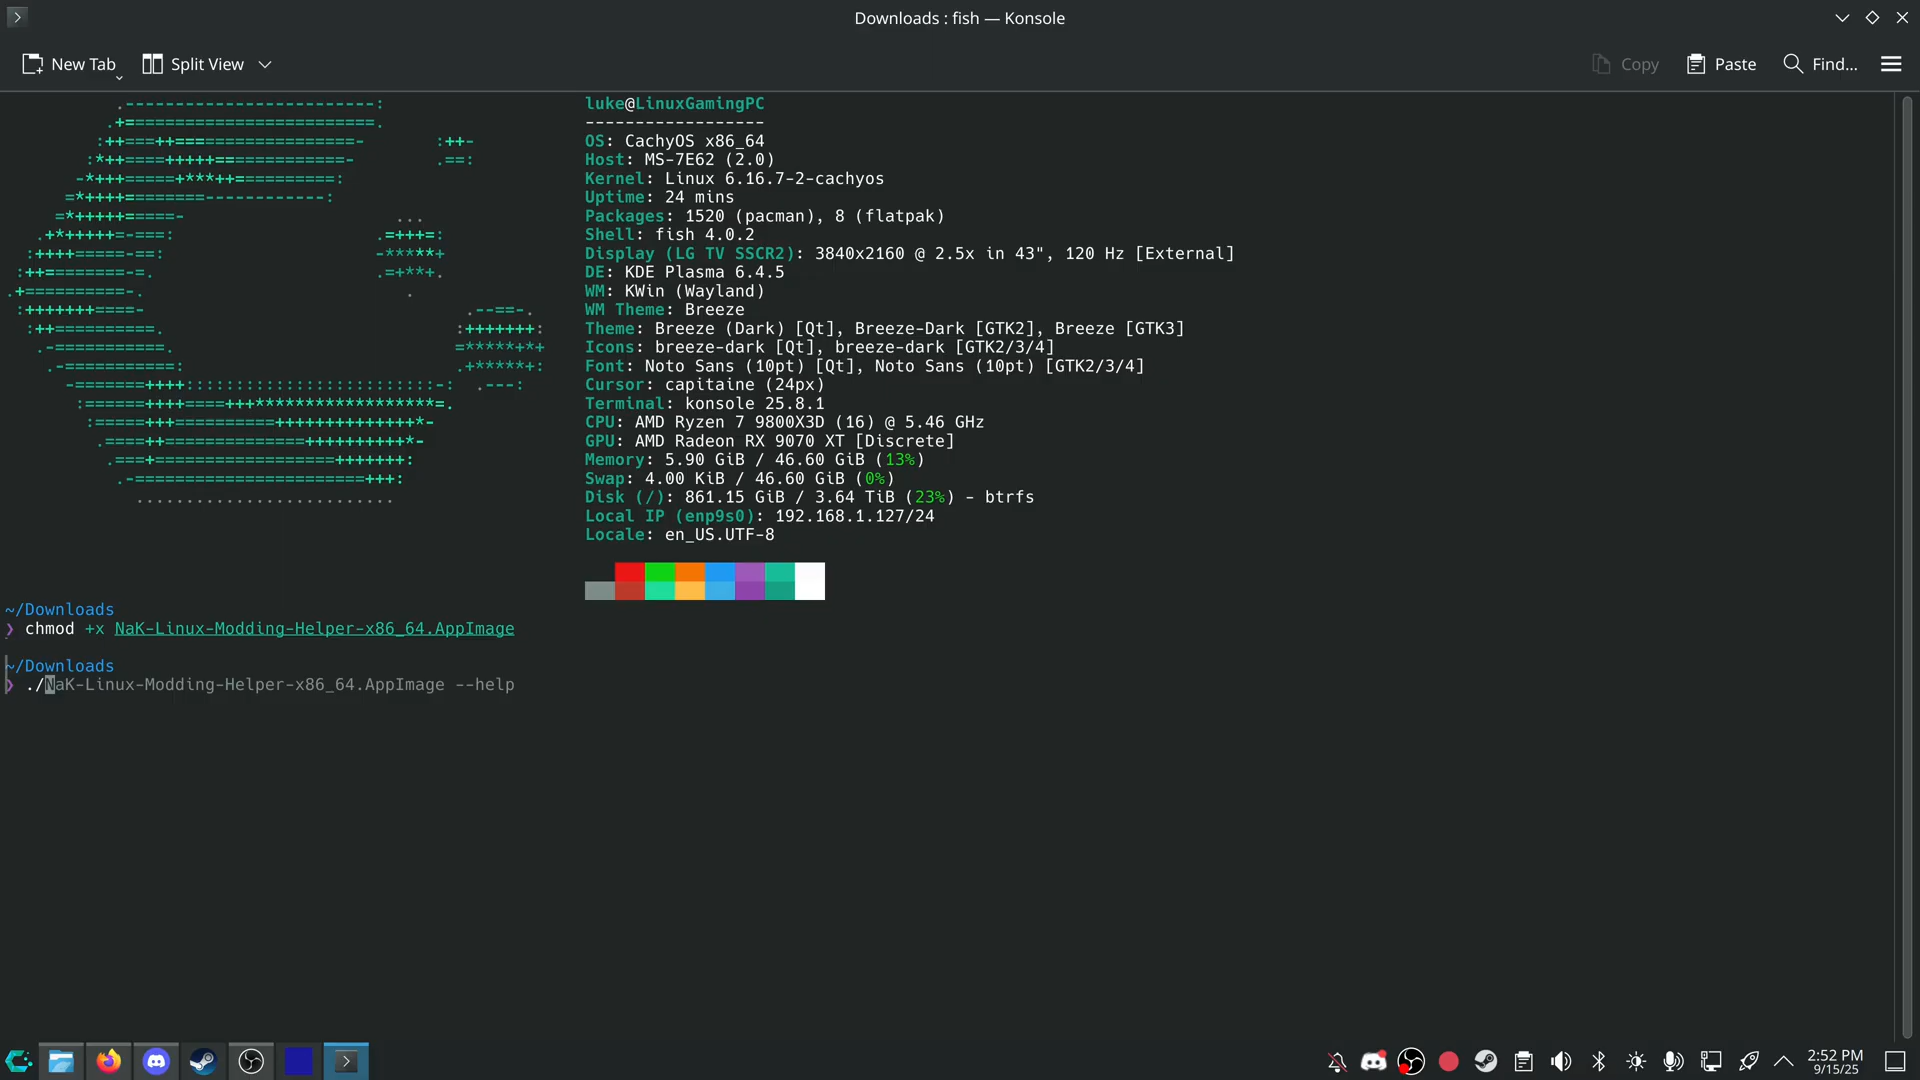 Downloads : fish — Konsole
New Tab
Split View
Copy
Paste
Find...
luke@LinuxGamingPC
------------------
OS: CachyOS x86_64
Host: MS-7E62 (2.0)
Kernel: Linux 6.16.7-2-cachyos
Uptime: 24 mins
Packages: 1520 (pacman), 8 (flatpak)
Shell: fish 4.0.2
Display (LG TV SSCR2): 3840x2160 @ 2.5x in 43", 120 Hz [External]
DE: KDE Plasma 6.4.5
WM: KWin (Wayland)
WM Theme: Breeze
Theme: Breeze (Dark) [Qt], Breeze-Dark [GTK2], Breeze [GTK3]
Icons: breeze-dark [Qt], breeze-dark [GTK2/3/4]
Font: Noto Sans (10pt) [Qt], Noto Sans (10pt) [GTK2/3/4]
Cursor: capitaine (24px)
Terminal: konsole 25.8.1
CPU: AMD Ryzen 7 9800X3D (16) @ 5.46 GHz
GPU: AMD Radeon RX 9070 XT [Discrete]
Memory: 5.90 GiB / 46.60 GiB (13%)
Swap: 4.00 KiB / 46.60 GiB (0%)
Disk (/): 861.15 GiB / 3.64 TiB (23%) - btrfs
Local IP (enp9s0): 192.168.1.127/24
Locale: en_US.UTF-8
~/Downloads
❯ chmod +x NaK-Linux-Modding-Helper-x86_64.AppImage
~/Downloads
❯ ./NaK-Linux-Modding-Helper-x86_64.AppImage --help
2:52 PM
9/15/25